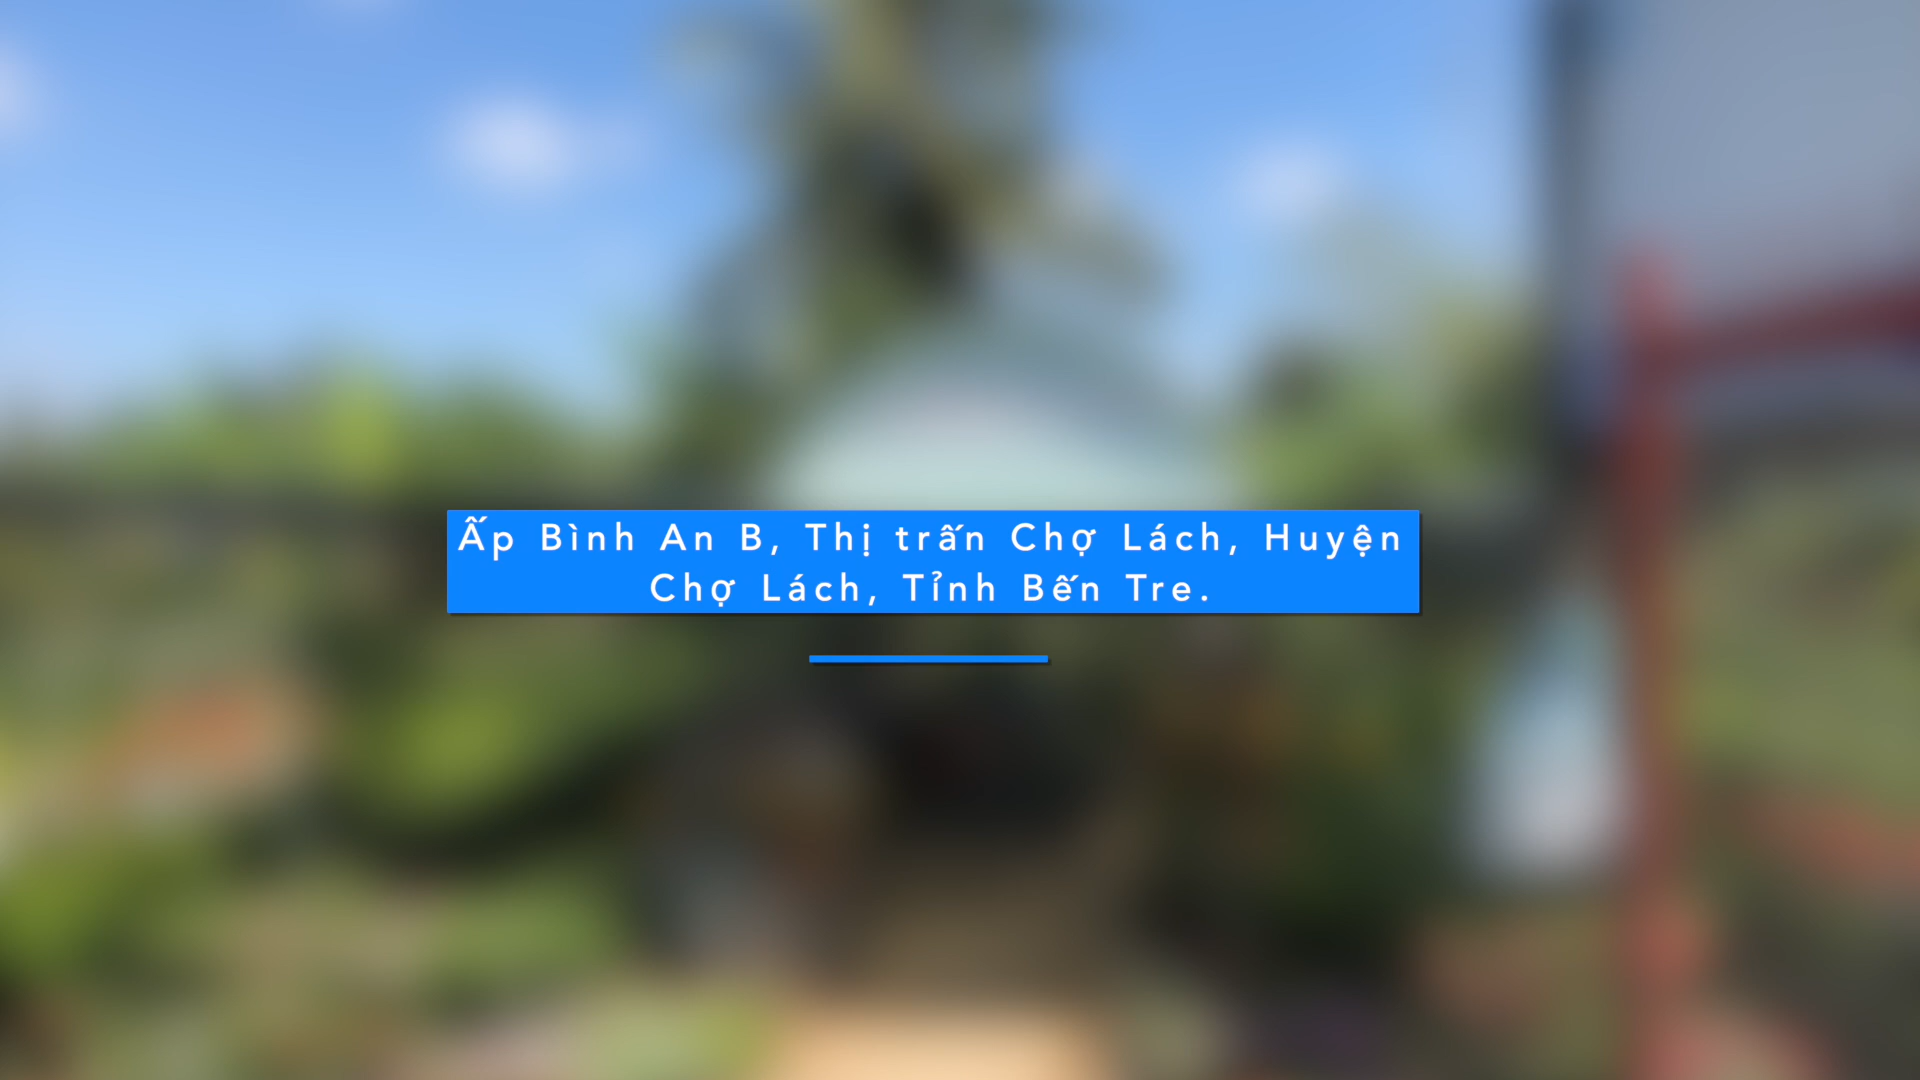 Ấp Bình An B, Thị trấn Chợ Lách, Huyện
Chợ Lách, Tỉnh Bến Tre.